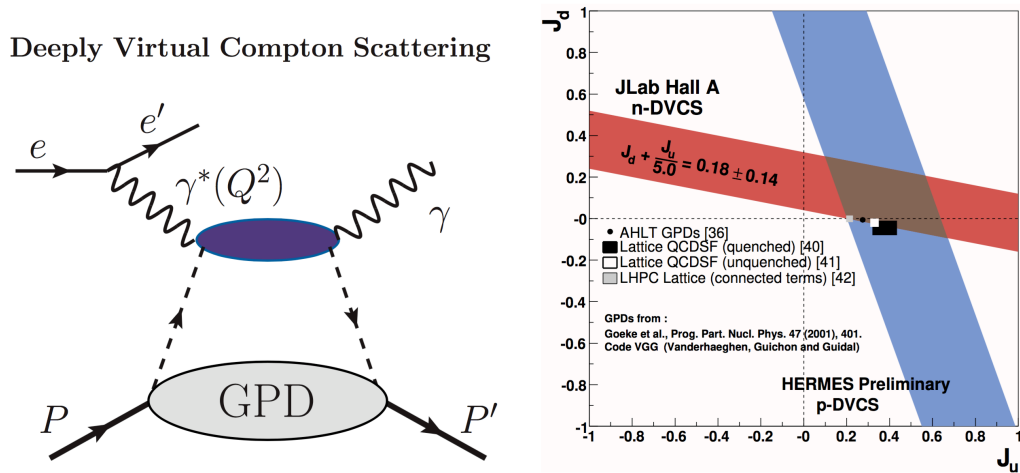 Deeply Virtual Compton Scattering
e
e′
γ*(Q²)
γ
GPD
P
P′
J_d
1
0.8
0.6
0.4
0.2
-0
-0.2
-0.4
-0.6
-0.8
-1
JLab Hall A
n-DVCS
J_d + J_u/5.0 = 0.18 ± 0.14
AHLT GPDs [36]
Lattice QCDSF (quenched) [40]
Lattice QCDSF (unquenched) [41]
LHPC Lattice (connected terms) [42]
GPDs from :
Goeke et al., Prog. Part. Nucl. Phys. 47 (2001), 401.
Code VGG (Vanderhaeghen, Guichon and Guidal)
HERMES Preliminary
p-DVCS
-1 -0.8 -0.6 -0.4 -0.2 -0 0.2 0.4 0.6 0.8 1
J_u